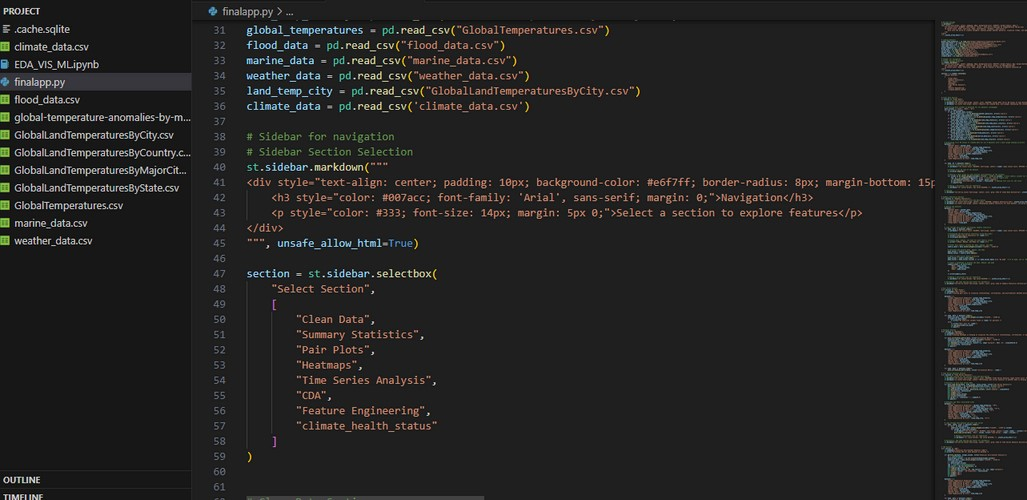 PROJECT
.cache.sqlite
climate_data.csv
EDA_VIS_ML.ipynb
finalapp.py
flood_data.csv
global-temperature-anomalies-by-m...
GlobalLandTemperaturesByCity.csv
GlobalLandTemperaturesByCountry.c...
GlobalLandTemperaturesByMajorCit...
GlobalLandTemperaturesByState.csv
GlobalTemperatures.csv
marine_data.csv
weather_data.csv
OUTLINE
TIMELINE
finalapp.py > ...
31 global_temperatures = pd.read_csv("GlobalTemperatures.csv")
32 flood_data = pd.read_csv("flood_data.csv")
33 marine_data = pd.read_csv("marine_data.csv")
34 weather_data = pd.read_csv("weather_data.csv")
35 land_temp_city = pd.read_csv("GlobalLandTemperaturesByCity.csv")
36 climate_data = pd.read_csv('climate_data.csv')
37
38 # Sidebar for navigation
39 # Sidebar Section Selection
40 st.sidebar.markdown("""
41 <div style="text-align: center; padding: 10px; background-color: #e6f7ff; border-radius: 8px; margin-bottom: 15p
42     <h3 style="color: #007acc; font-family: 'Arial', sans-serif; margin: 0;">Navigation</h3>
43     <p style="color: #333; font-size: 14px; margin: 5px 0;">Select a section to explore features</p>
44 </div>
45 """, unsafe_allow_html=True)
46
47 section = st.sidebar.selectbox(
48     "Select Section",
49     [
50         "Clean Data",
51         "Summary Statistics",
52         "Pair Plots",
53         "Heatmaps",
54         "Time Series Analysis",
55         "CDA",
56         "Feature Engineering",
57         "climate_health_status"
58     ]
59 )
60
61